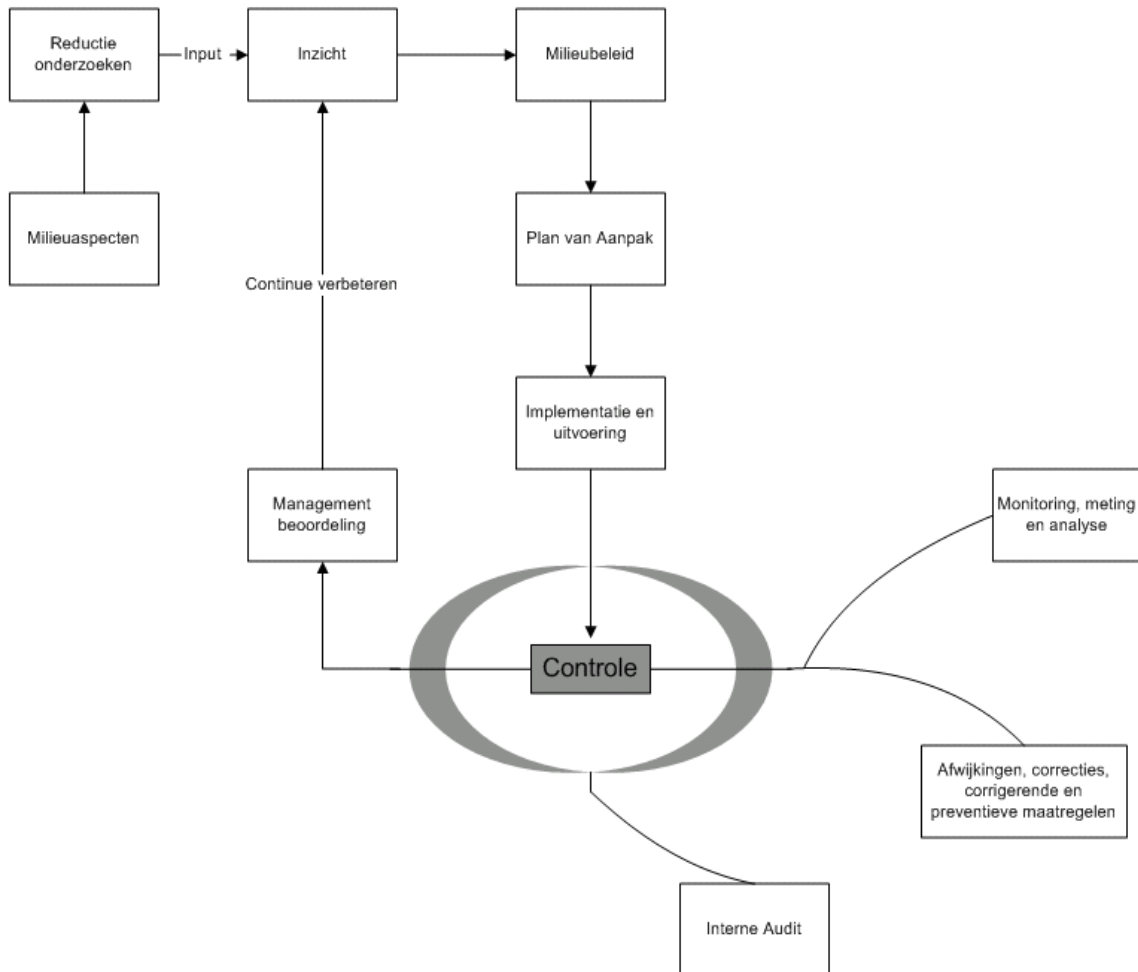 Reductie
onderzoeken
Input
Inzicht
Milieubeleid
Milieuaspecten
Plan van Aanpak
Continue verbeteren
Implementatie en
uitvoering
Management
beoordeling
Monitoring, meting
en analyse
Controle
Afwijkingen, correcties,
corrigerende en
preventieve maatregelen
Interne Audit